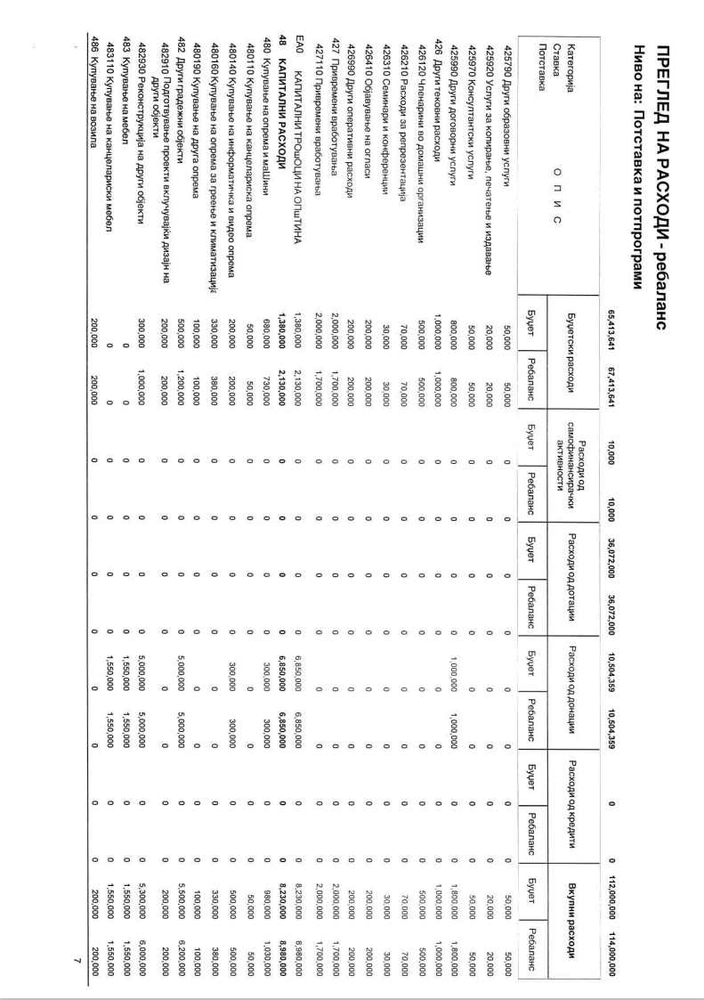 ПРЕГЛЕД НА РАСХОДИ - ребаланс
Ниво на: Потставка и потпрограми
65,413,641 67,413,641 10,000 10,000 36,072,000 36,072,000 10,504,359 10,504,359 0 0 112,000,000 114,000,000
Категорија
Ставка
Потставка
О П И С
Буџетски расходи
Расходи од самофинансирачки активности
Расходи од дотации
Расходи од донации
Расходи од кредити
Вкупни расходи
Буџет Ребаланс Буџет Ребаланс Буџет Ребаланс Буџет Ребаланс Буџет Ребаланс Буџет Ребаланс
425790 Други образовни услуги 50,000 50,000 0 0 0 0 0 0 0 0 50,000 50,000
425920 Услуги за копирање, печатење и издавање 20,000 20,000 0 0 0 0 0 0 0 0 20,000 20,000
425970 Консултантски услуги 50,000 50,000 0 0 0 0 0 0 0 0 50,000 50,000
425990 Други договорни услуги 800,000 800,000 0 0 0 0 1,000,000 1,000,000 0 0 1,800,000 1,800,000
426 Други тековни расходи 1,000,000 1,000,000 0 0 0 0 0 0 0 0 1,000,000 1,000,000
426120 Членарини во домашни организации 500,000 500,000 0 0 0 0 0 0 0 0 500,000 500,000
426210 Расходи за репрезентација 70,000 70,000 0 0 0 0 0 0 0 0 70,000 70,000
426310 Семинари и конференции 30,000 30,000 0 0 0 0 0 0 0 0 30,000 30,000
426410 Објавување на огласи 200,000 200,000 0 0 0 0 0 0 0 0 200,000 200,000
426990 Други оперативни расходи 200,000 200,000 0 0 0 0 0 0 0 0 200,000 200,000
427 Привремени вработувања 2,000,000 1,700,000 0 0 0 0 0 0 0 0 2,000,000 1,700,000
427110 Привремени вработувања 2,000,000 1,700,000 0 0 0 0 0 0 0 0 2,000,000 1,700,000
ЕА0 КАПИТАЛНИ ТРОшОЦИ НА ОПшТИНА 1,380,000 2,130,000 0 0 0 0 6,850,000 6,850,000 0 0 8,230,000 8,980,000
48 КАПИТАЛНИ РАСХОДИ 1,380,000 2,130,000 0 0 0 0 6,850,000 6,850,000 0 0 8,230,000 8,980,000
480 Купување на опрема и маШини 680,000 730,000 0 0 0 0 300,000 300,000 0 0 980,000 1,030,000
480110 Купување на канцелариска опрема 50,000 50,000 0 0 0 0 0 0 0 0 50,000 50,000
480140 Купување на информатичка и видео опрема 200,000 200,000 0 0 0 0 300,000 300,000 0 0 500,000 500,000
480160 Купување на опрема за греење и климатизација 330,000 380,000 0 0 0 0 0 0 0 0 330,000 380,000
480190 Купување на друга опрема 100,000 100,000 0 0 0 0 0 0 0 0 100,000 100,000
482 Други градежни објекти 500,000 1,200,000 0 0 0 0 5,000,000 5,000,000 0 0 5,500,000 6,200,000
482910 Подготвување проекти вклучувајќи дизајн на
други објекти 200,000 200,000 0 0 0 0 0 0 0 0 200,000 200,000
482930 Реконструкција на други објекти 300,000 1,000,000 0 0 0 0 5,000,000 5,000,000 0 0 5,300,000 6,000,000
483 Купување на мебел 0 0 0 0 0 0 1,550,000 1,550,000 0 0 1,550,000 1,550,000
483110 Купување на канцелариски мебел 0 0 0 0 0 0 1,550,000 1,550,000 0 0 1,550,000 1,550,000
486 Купување на возила 200,000 200,000 0 0 0 0 0 0 0 0 200,000 200,000
7